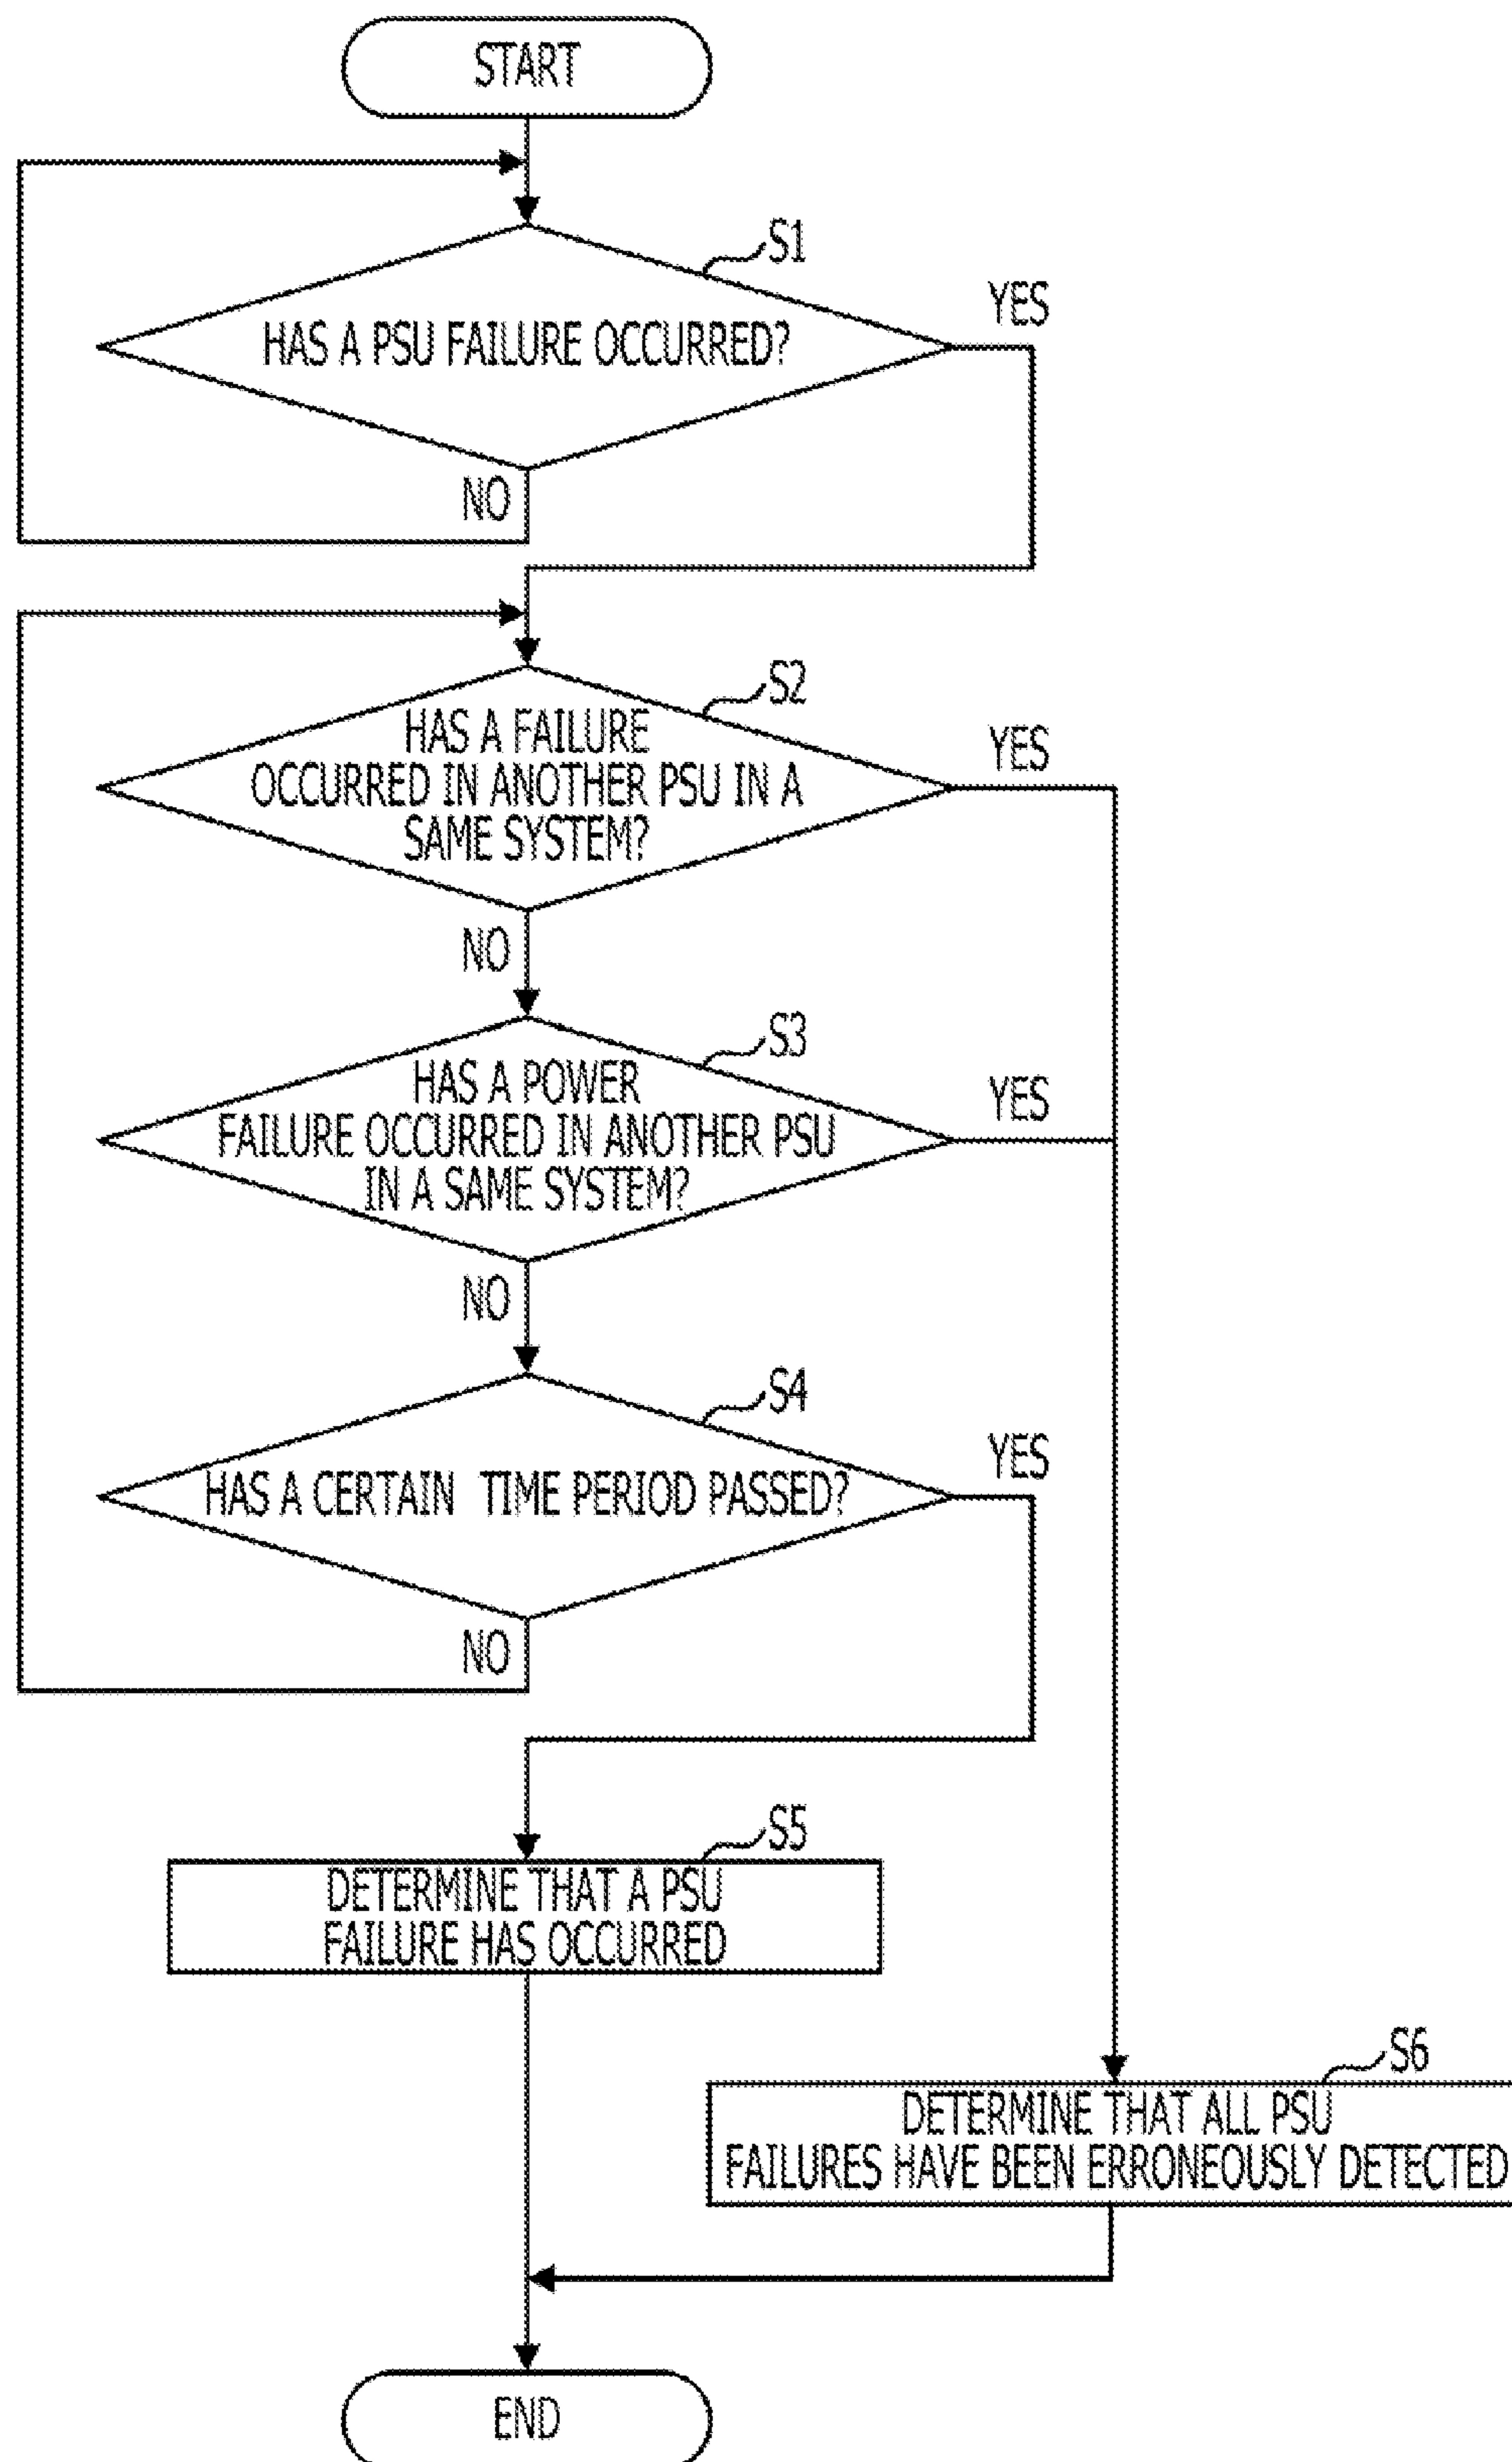 START
S1
HAS A PSU FAILURE OCCURRED?
YES
NO
S2
HAS A FAILURE
OCCURRED IN ANOTHER PSU IN A
SAME SYSTEM?
YES
NO
S3
HAS A POWER
FAILURE OCCURRED IN ANOTHER PSU
IN A SAME SYSTEM?
YES
NO
S4
HAS A CERTAIN TIME PERIOD PASSED?
YES
NO
S5
DETERMINE THAT A PSU
FAILURE HAS OCCURRED
S6
DETERMINE THAT ALL PSU
FAILURES HAVE BEEN ERRONEOUSLY DETECTED
END